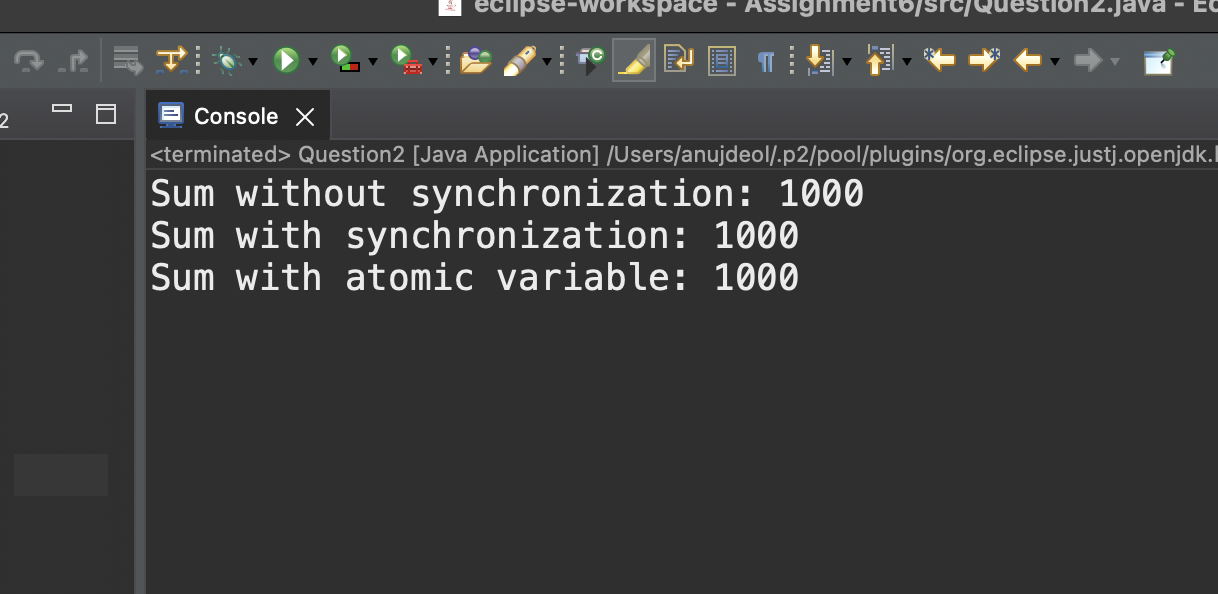 eclipse-workspace - Assignment6/src/Question2.java - Ec
2
Console
<terminated> Question2 [Java Application] /Users/anujdeol/.p2/pool/plugins/org.eclipse.justj.openjdk.
Sum without synchronization: 1000
Sum with synchronization: 1000
Sum with atomic variable: 1000